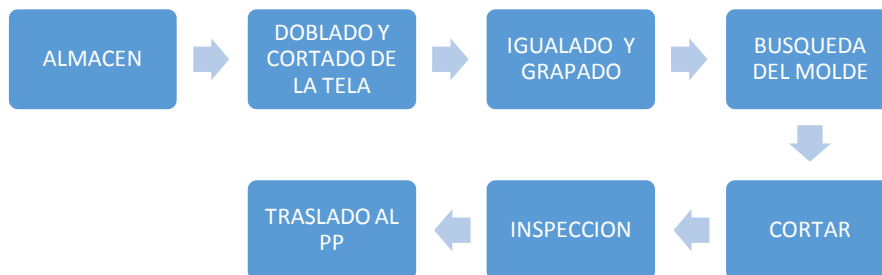 ALMACEN
DOBLADO Y
CORTADO DE
LA TELA
IGUALADO Y
GRAPADO
BUSQUEDA
DEL MOLDE
CORTAR
INSPECCION
TRASLADO AL
PP